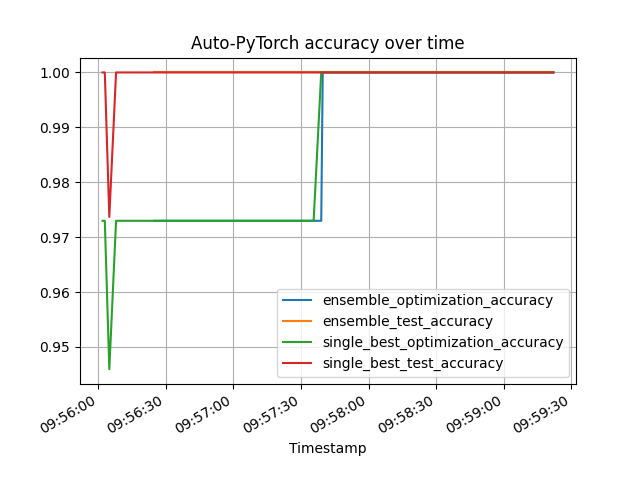 Auto-PyTorch accuracy over time
1.00
0.99
0.98
0.97
0.96
0.95
ensemble_optimization_accuracy
ensemble_test_accuracy
single_best_optimization_accuracy
single_best_test_accuracy
09:56:00
09:56:30
09:57:00
09:57:30
09:58:00
09:58:30
09:59:00
09:59:30
Timestamp